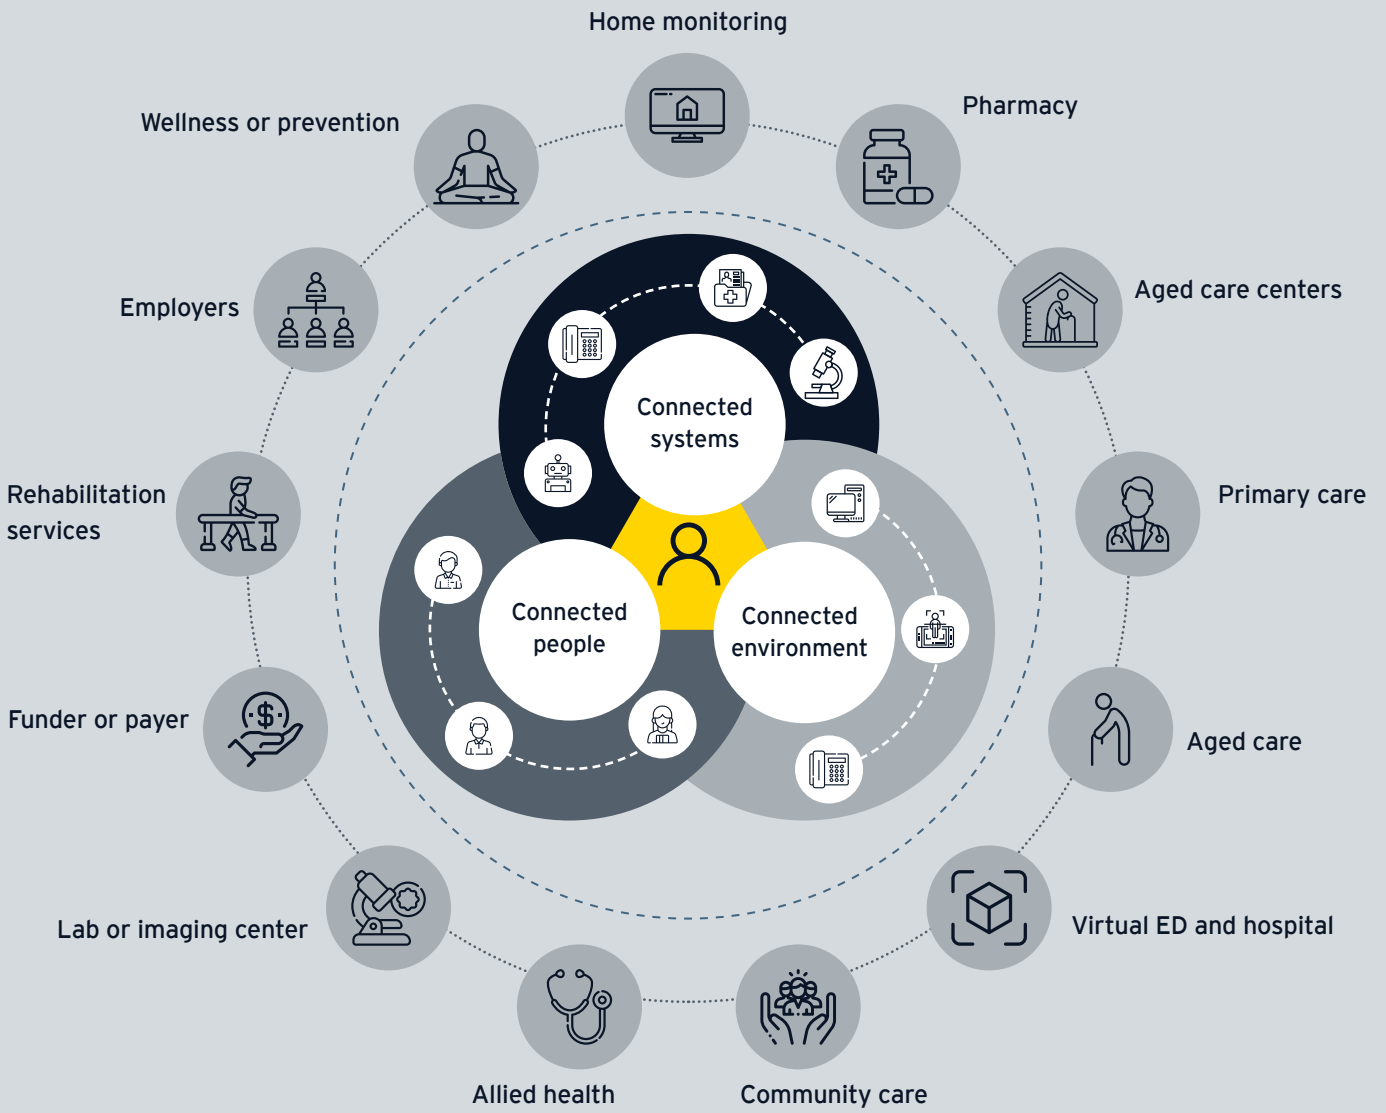 Home monitoring
Pharmacy
Wellness or prevention
Aged care centers
Employers
Connected
systems
Primary care
Rehabilitation
services
Connected
people
Connected
environment
Funder or payer
Aged care
Lab or imaging center
Virtual ED and hospital
Allied health
Community care